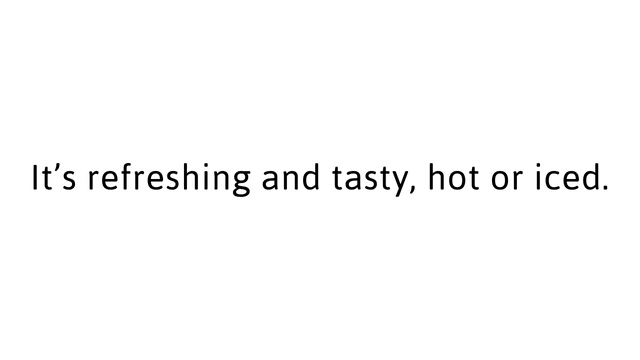 It’s refreshing and tasty, hot or iced.